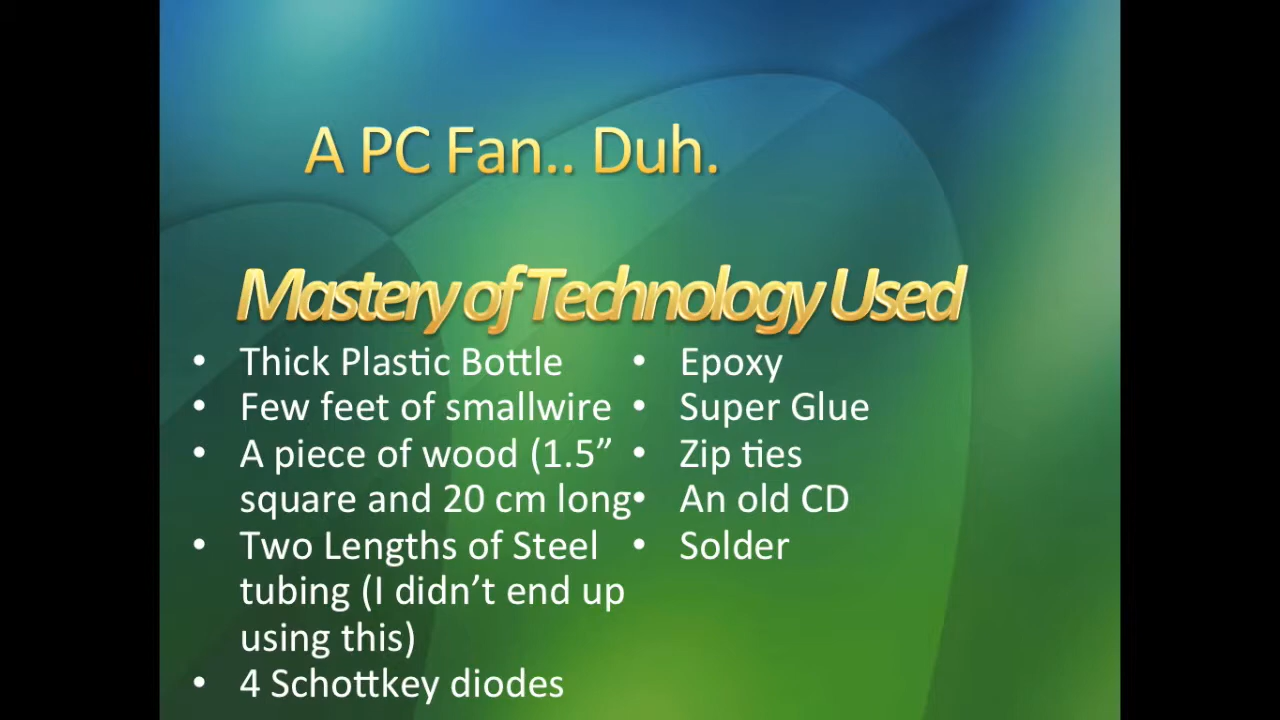 A PC Fan.. Duh.
Mastery of Technology Used
• Thick Plastic Bottle
• Few feet of smallwire
• A piece of wood (1.5”
square and 20 cm long
• Two Lengths of Steel
tubing (I didn’t end up
using this)
• 4 Schottkey diodes
• Epoxy
• Super Glue
• Zip ties
• An old CD
• Solder